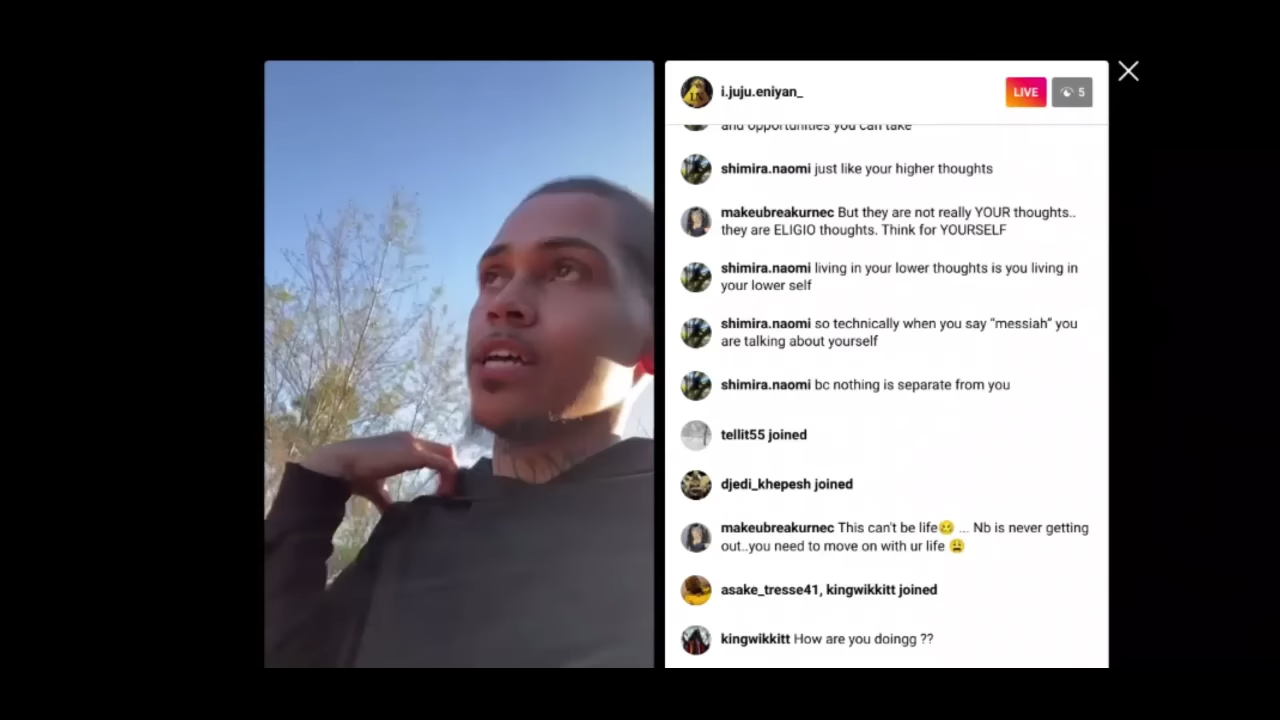 i.juju.eniyan_
LIVE
5
and opportunities you can take
shimira.naomi just like your higher thoughts
makeubreakurnec But they are not really YOUR thoughts..
they are ELIGIO thoughts. Think for YOURSELF
shimira.naomi living in your lower thoughts is you living in
your lower self
shimira.naomi so technically when you say “messiah” you
are talking about yourself
shimira.naomi bc nothing is separate from you
tellit55 joined
djedi_khepesh joined
makeubreakurnec This can't be life🥴 ... Nb is never getting
out..you need to move on with ur life 😩
asake_tresse41, kingwikkitt joined
kingwikkitt How are you doingg ??